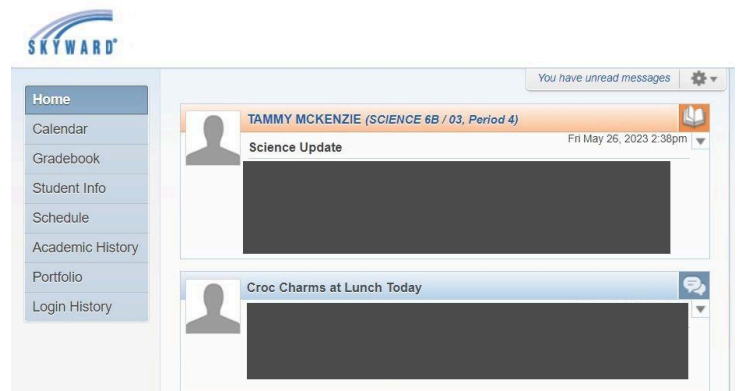 SKYWARD®
You have unread messages
Home
Calendar
Gradebook
Student Info
Schedule
Academic History
Portfolio
Login History
TAMMY MCKENZIE (SCIENCE 6B / 03, Period 4)
Science Update
Fri May 26, 2023 2:38pm
Croc Charms at Lunch Today